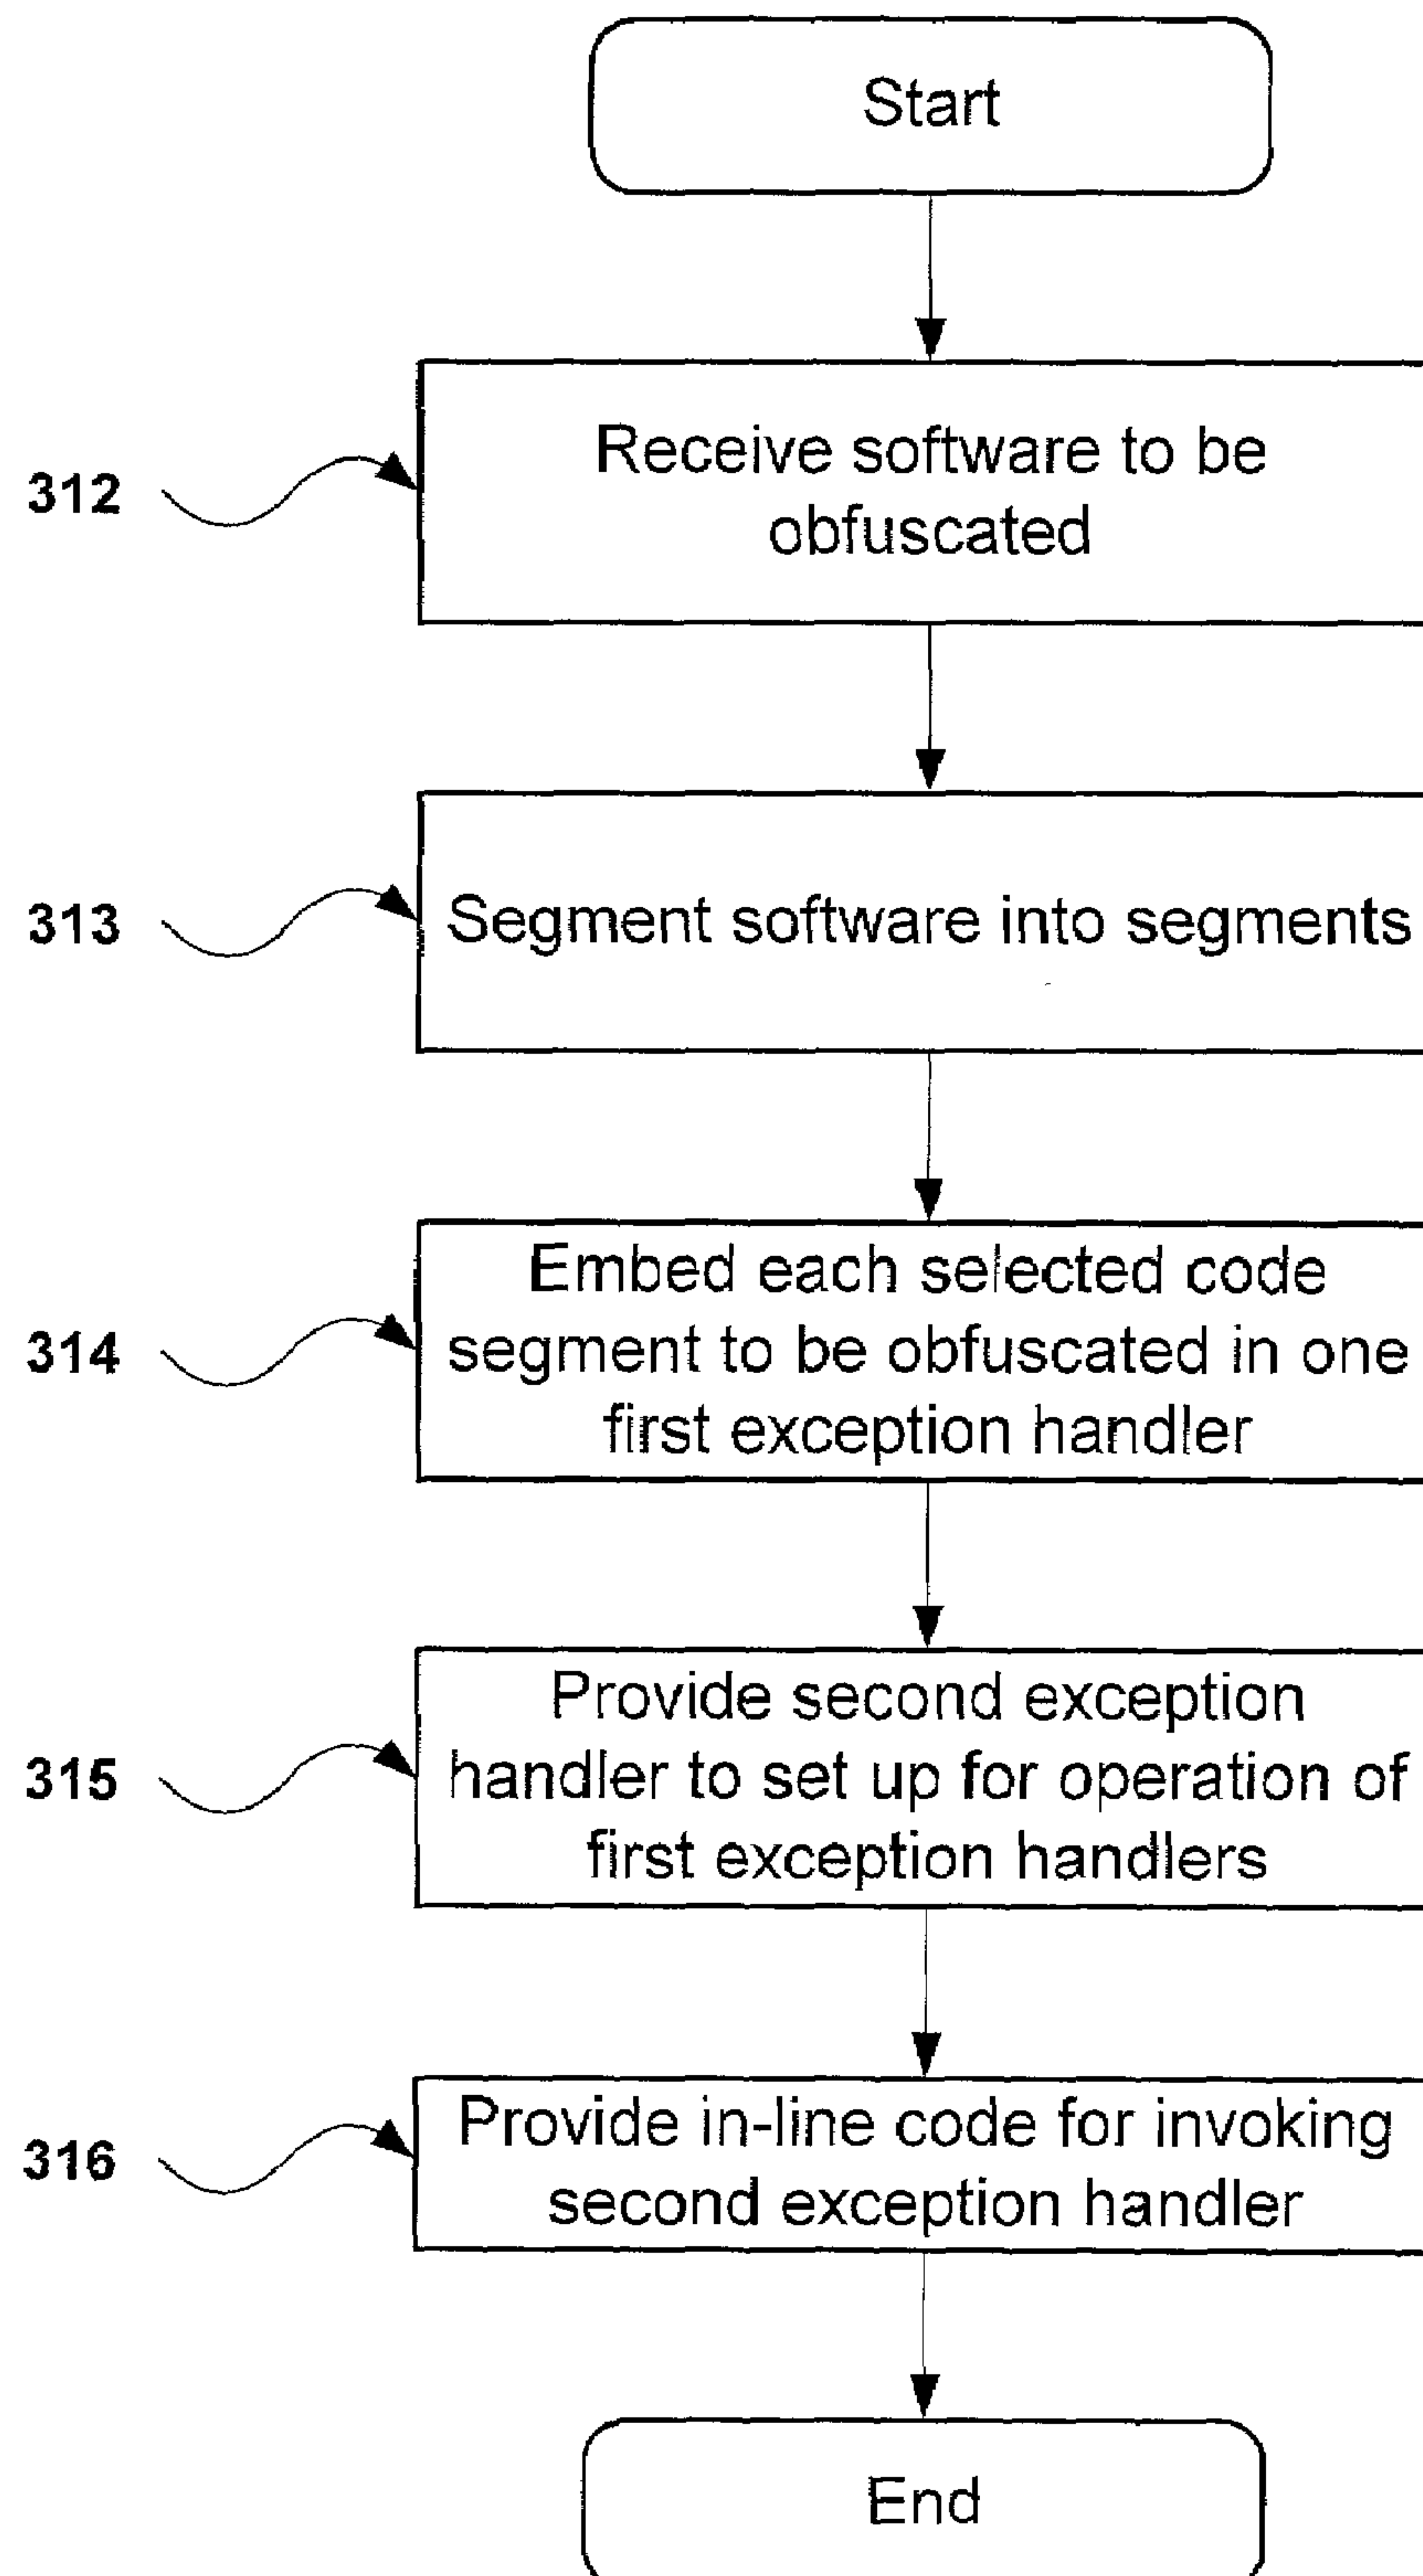 Start
312
Receive software to be
obfuscated
313
Segment software into segments
314
Embed each selected code
segment to be obfuscated in one
first exception handler
315
Provide second exception
handler to set up for operation of
first exception handlers
316
Provide in-line code for invoking
second exception handler
End